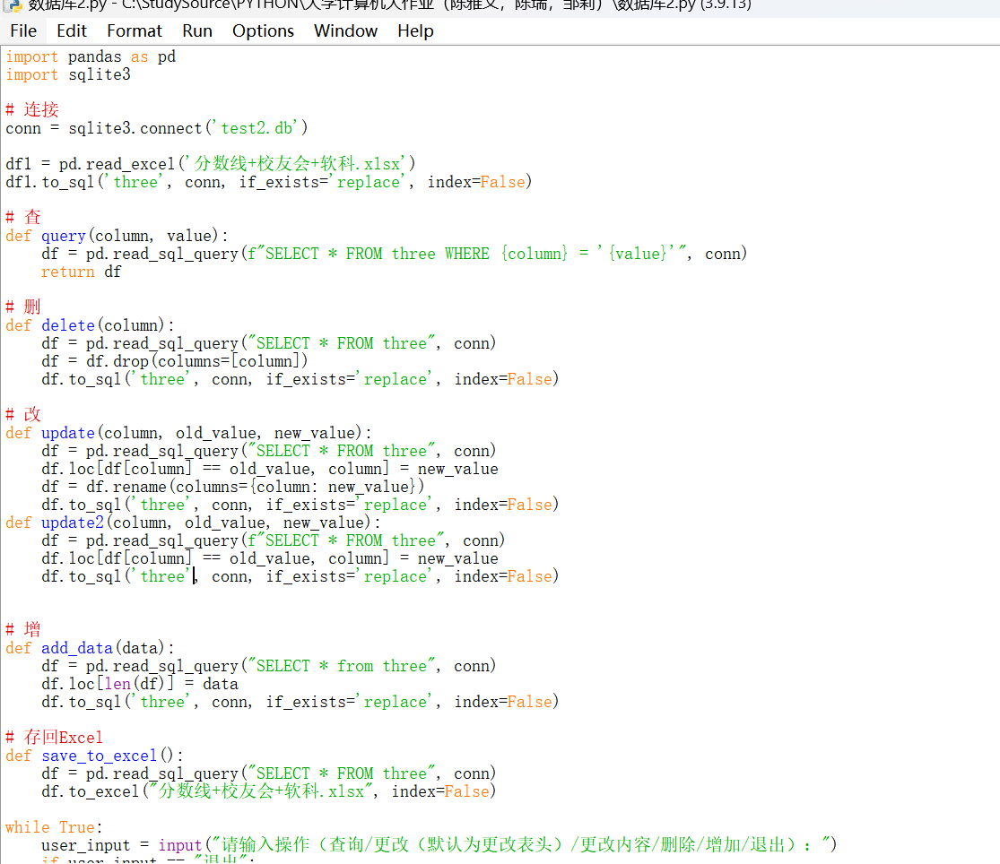 数据库2.py - C:\StudySource\PYTHON\大学计算机大作业（陈雅文，陈瑞，邹莉）\数据库2.py (3.9.13)
File Edit Format Run Options Window Help
import pandas as pd
import sqlite3
# 连接
conn = sqlite3.connect('test2.db')
df1 = pd.read_excel('分数线+校友会+软科.xlsx')
df1.to_sql('three', conn, if_exists='replace', index=False)
# 查
def query(column, value):
    df = pd.read_sql_query(f"SELECT * FROM three WHERE {column} = '{value}'", conn)
    return df
# 删
def delete(column):
    df = pd.read_sql_query("SELECT * FROM three", conn)
    df = df.drop(columns=[column])
    df.to_sql('three', conn, if_exists='replace', index=False)
# 改
def update(column, old_value, new_value):
    df = pd.read_sql_query("SELECT * FROM three", conn)
    df.loc[df[column] == old_value, column] = new_value
    df = df.rename(columns={column: new_value})
    df.to_sql('three', conn, if_exists='replace', index=False)
def update2(column, old_value, new_value):
    df = pd.read_sql_query(f"SELECT * FROM three", conn)
    df.loc[df[column] == old_value, column] = new_value
    df.to_sql('three', conn, if_exists='replace', index=False)
# 增
def add_data(data):
    df = pd.read_sql_query("SELECT * from three", conn)
    df.loc[len(df)] = data
    df.to_sql('three', conn, if_exists='replace', index=False)
# 存回Excel
def save_to_excel():
    df = pd.read_sql_query("SELECT * FROM three", conn)
    df.to_excel("分数线+校友会+软科.xlsx", index=False)
while True:
    user_input = input("请输入操作（查询/更改（默认为更改表头）/更改内容/删除/增加/退出）：")
    if user_input == "退出":